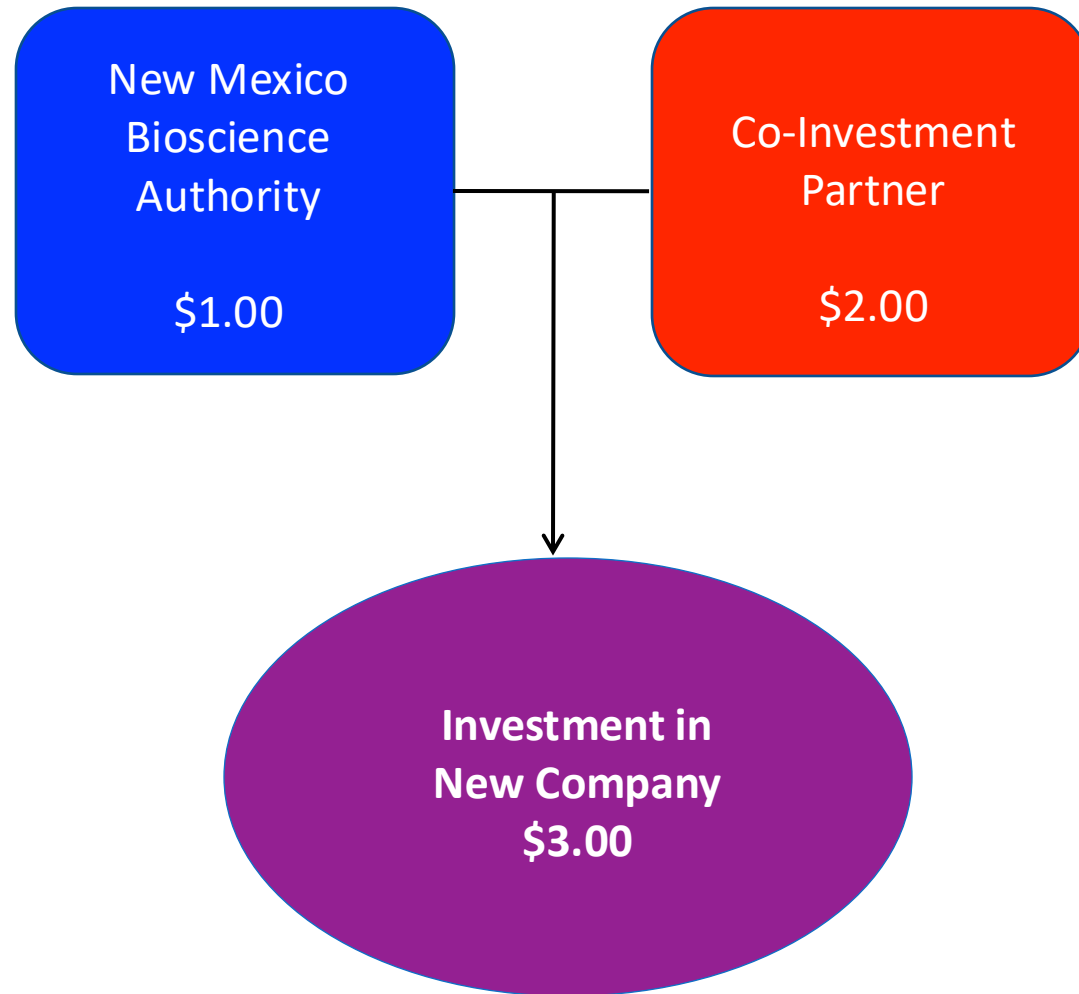 New Mexico
Bioscience
Authority
$1.00
Co-Investment
Partner
$2.00
Investment in
New Company
$3.00